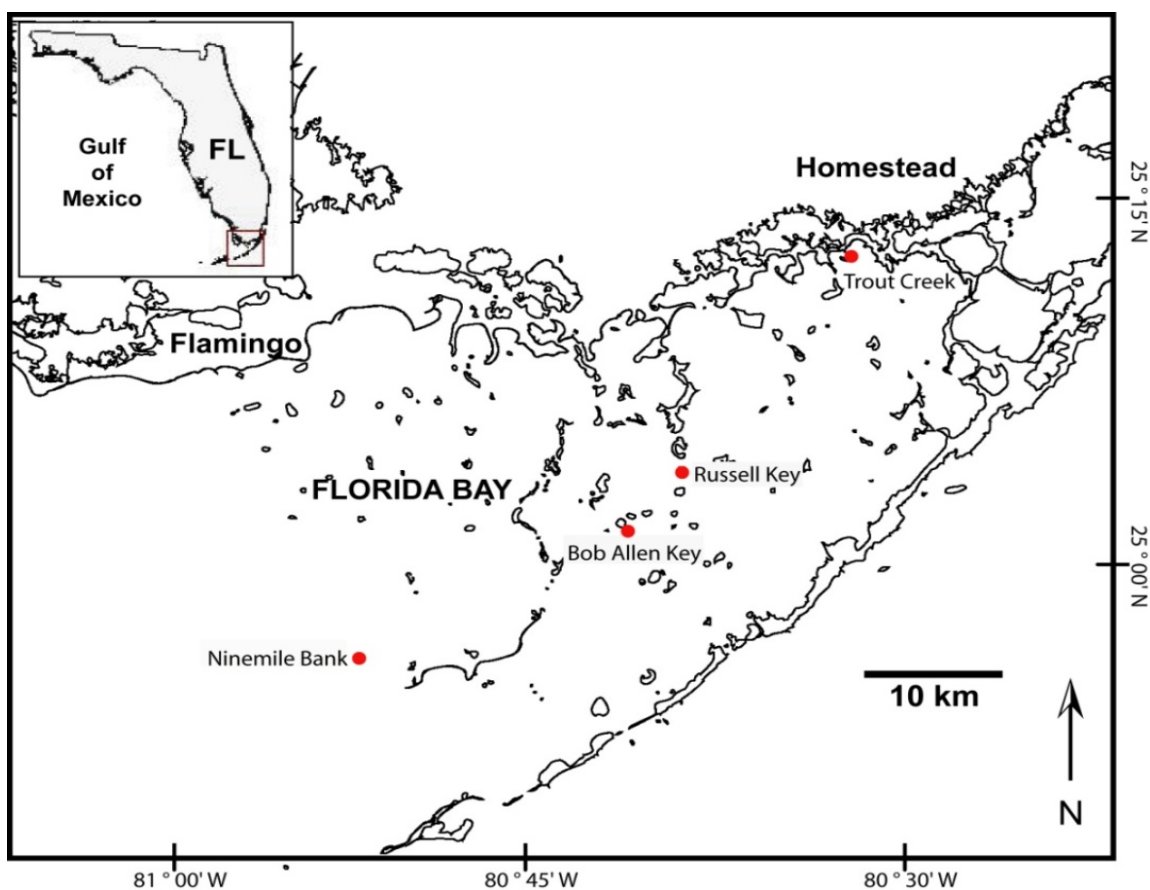 Gulf
of
Mexico
FL
Homestead
25°15'N
Trout Creek
Flamingo
FLORIDA BAY
Russell Key
Bob Allen Key
25°00'N
Ninemile Bank
10 km
N
81°00'W
80°45'W
80°30'W